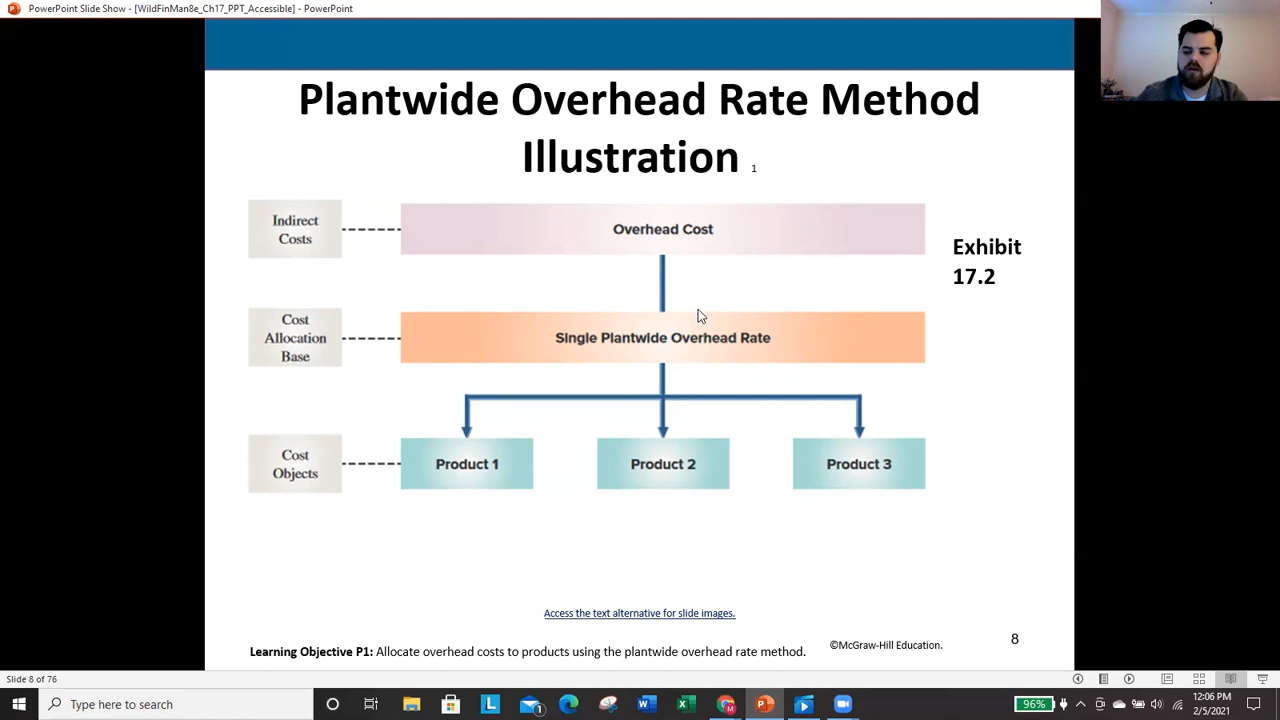 PowerPoint Slide Show - [WildFinMan8e_Ch17_PPT_Accessible] - PowerPoint
Plantwide Overhead Rate Method
Illustration 1
Indirect
Costs
Overhead Cost
Exhibit
17.2
Cost
Allocation
Base
Single Plantwide Overhead Rate
Cost
Objects
Product 1
Product 2
Product 3
Access the text alternative for slide images.
Learning Objective P1: Allocate overhead costs to products using the plantwide overhead rate method.
©McGraw-Hill Education.
8
Slide 8 of 76
Type here to search
96%
12:06 PM
2/5/2021